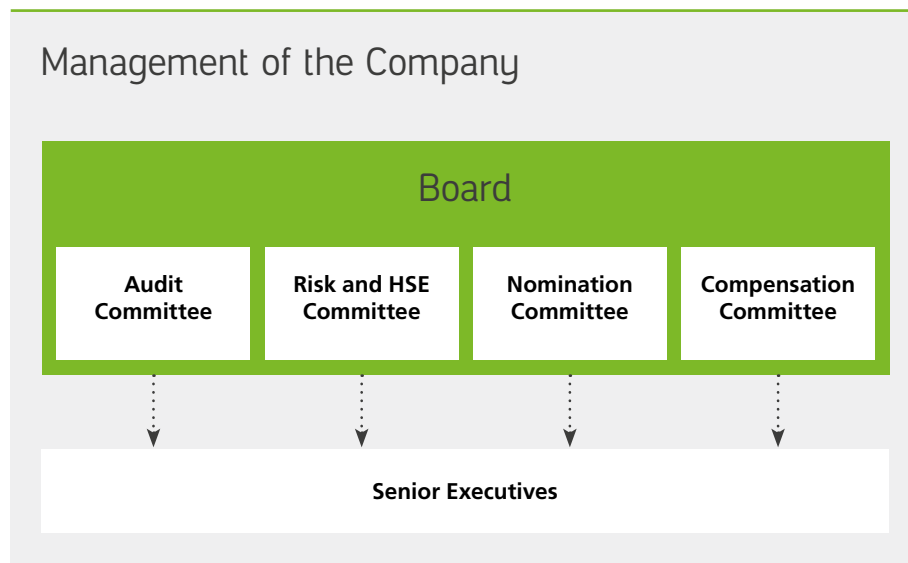 Management of the Company
Board
Audit
Committee
Risk and HSE
Committee
Nomination
Committee
Compensation
Committee
Senior Executives